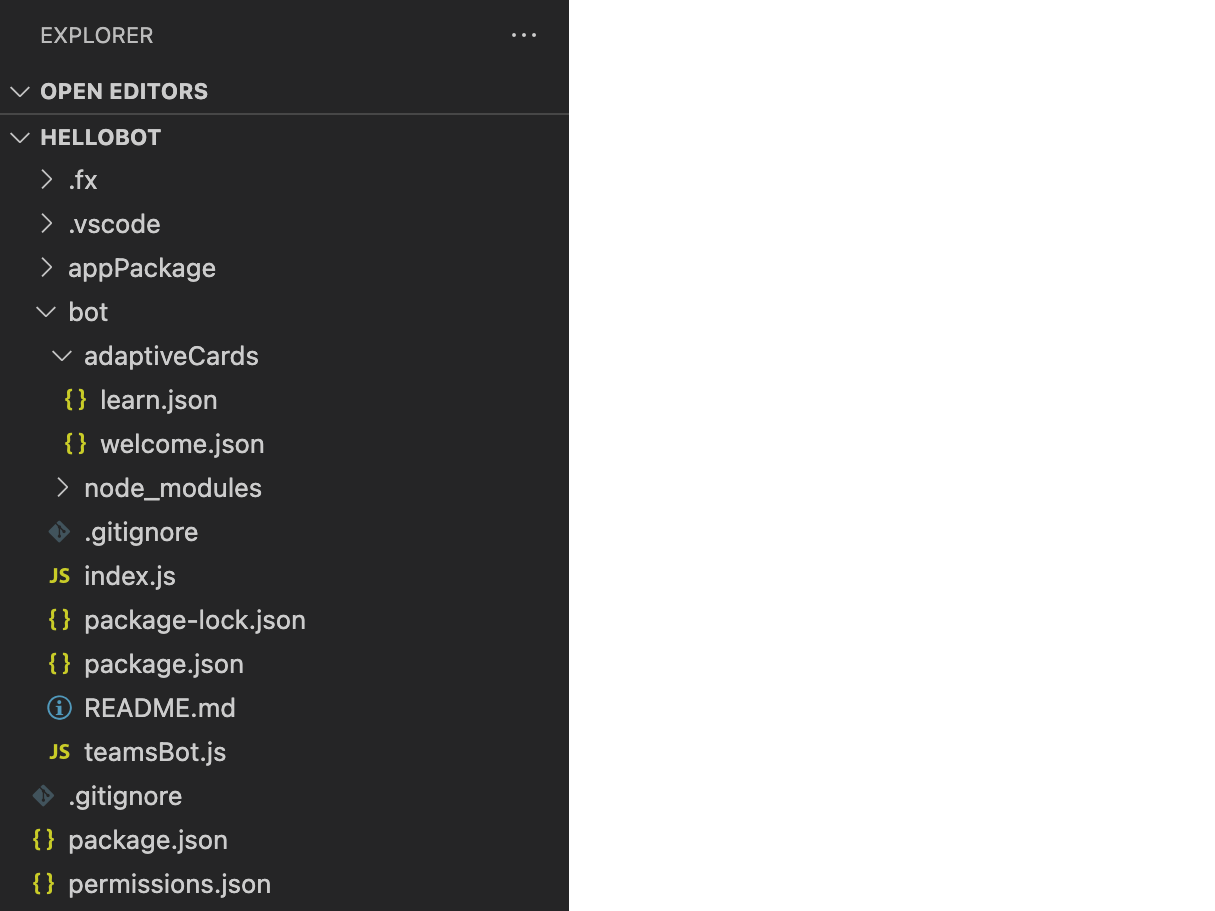 EXPLORER
OPEN EDITORS
HELLOBOT
.fx
.vscode
appPackage
bot
adaptiveCards
{} learn.json
{} welcome.json
node_modules
.gitignore
JS index.js
{} package-lock.json
{} package.json
README.md
JS teamsBot.js
.gitignore
{} package.json
{} permissions.json